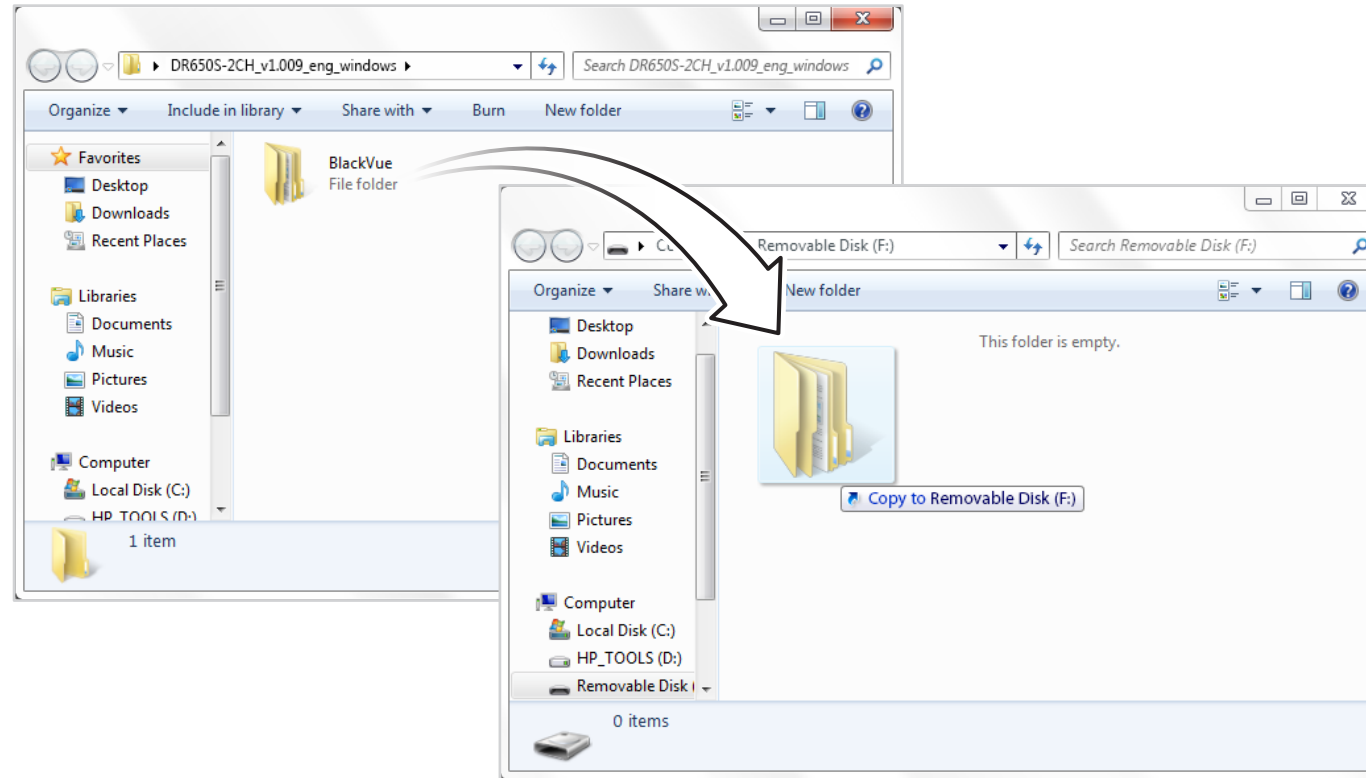 DR650S-2CH_v1.009_eng_windows
Search DR650S-2CH_v1.009_eng_windows
Organize Include in library Share with Burn New folder
Favorites
Desktop
Downloads
Recent Places
Libraries
Documents
Music
Pictures
Videos
Computer
Local Disk (C:)
HP_TOOLS (D:)
BlackVue
File folder
1 item
Removable Disk (F:)
Search Removable Disk (F:)
Organize Share New folder
Desktop
Downloads
Recent Places
Libraries
Documents
Music
Pictures
Videos
Computer
Local Disk (C:)
HP_TOOLS (D:)
Removable Disk (
This folder is empty.
Copy to Removable Disk (F:)
0 items